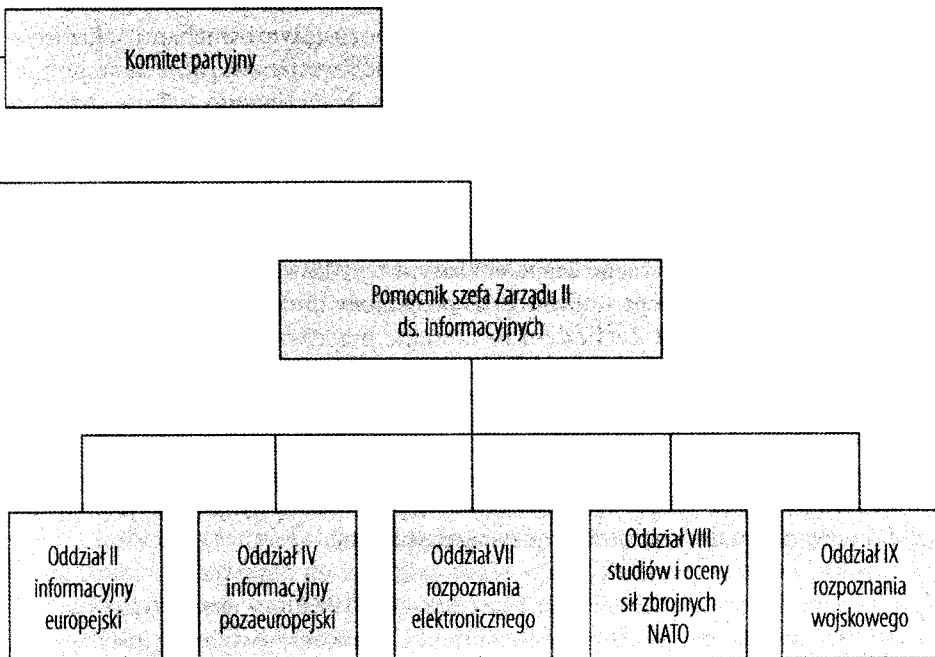 Komitet partyjny
Pomocnik szefa Zarządu II
ds. informacyjnych
Oddział II
informacyjny
europejski
Oddział IV
informacyjny
pozaeuropejski
Oddział VII
rozpoznania
elektronicznego
Oddział VIII
studiów i oceny
sił zbrojnych
NATO
Oddział IX
rozpoznania
wojskowego